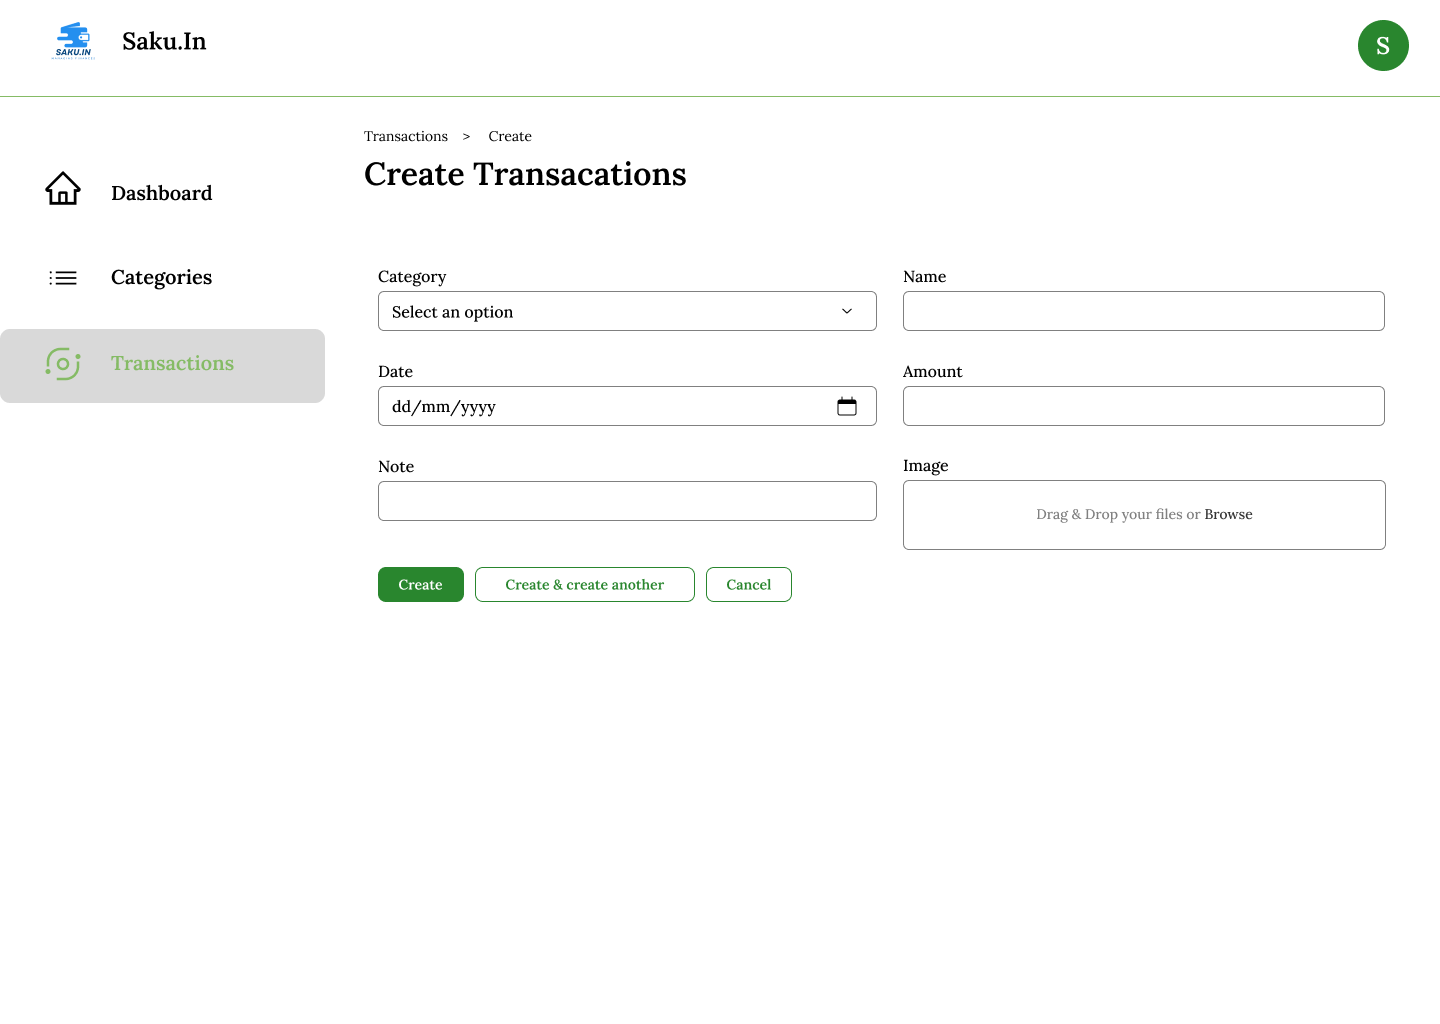 SAKU.IN
Saku.In
S
Transactions > Create
Create Transacations
Dashboard
Categories
Transactions
Category
Select an option
Name
Date
dd/mm/yyyy
Amount
Note
Image
Drag & Drop your files or Browse
Create
Create & create another
Cancel